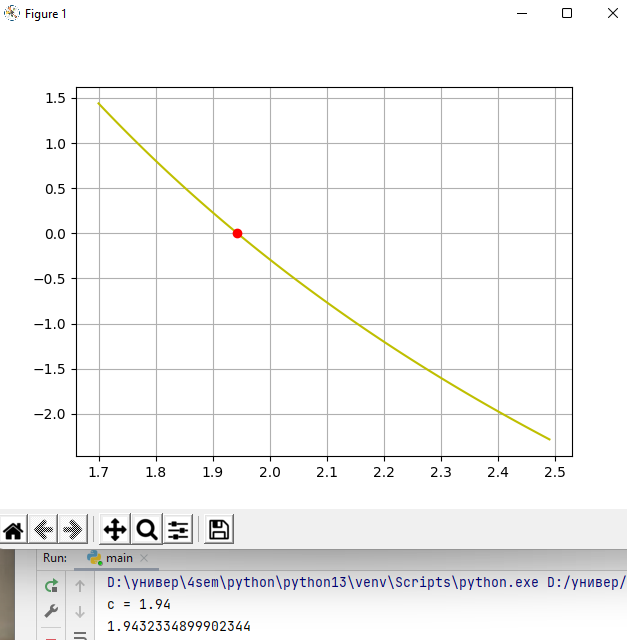 Figure 1
1.5
1.0
0.5
0.0
−0.5
−1.0
−1.5
−2.0
1.7 1.8 1.9 2.0 2.1 2.2 2.3 2.4 2.5
Run: main
D:\универ\4sem\python\python13\venv\Scripts\python.exe D:/универ/
c = 1.94
1.9432334899902344